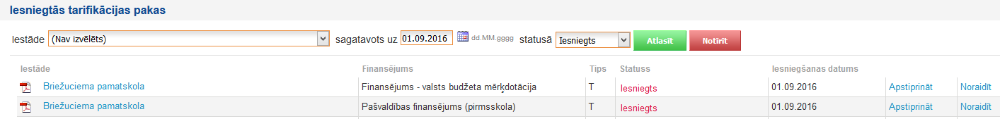 Iesniegtās tarifikācijas pakas
Iestāde (Nav izvēlēts) sagatavots uz 01.09.2016 dd.MM.gggg statusā Iesniegts Atlasīt Notīrīt
Iestāde Finansējums Tips Statuss Iesniegšanas datums
Briežuciema pamatskola Finansējums - valsts budžeta mērķdotācija T Iesniegts 01.09.2016 Apstiprināt Noraidīt
Briežuciema pamatskola Pašvaldības finansējums (pirmsskola) T Iesniegts 01.09.2016 Apstiprināt Noraidīt